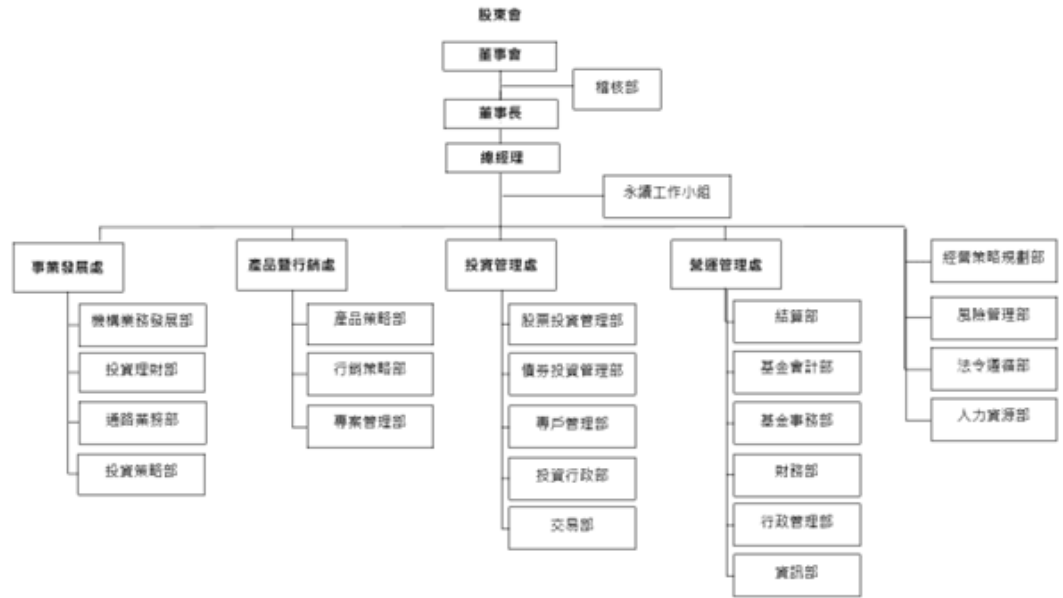 股東會
董事會
稽核部
董事長
總經理
永續工作小組
事業發展處
機構業務發展部
投資理財部
通路業務部
投資策略部
產品暨行銷處
產品策略部
行銷策略部
專案管理部
投資管理處
股票投資管理部
債券投資管理部
專戶管理部
投資行政部
交易部
營運管理處
結算部
基金會計部
基金事務部
財務部
行政管理部
資訊部
經營策略規劃部
風險管理部
法令遵循部
人力資源部